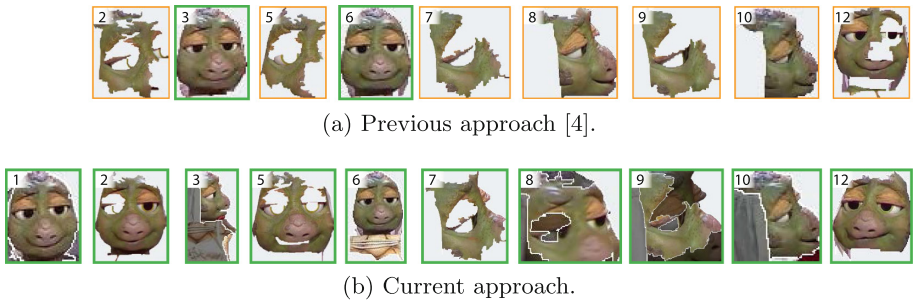 2 3 5 6 7 8 9 10 12
(a) Previous approach [4].
1 2 3 5 6 7 8 9 10 12
(b) Current approach.